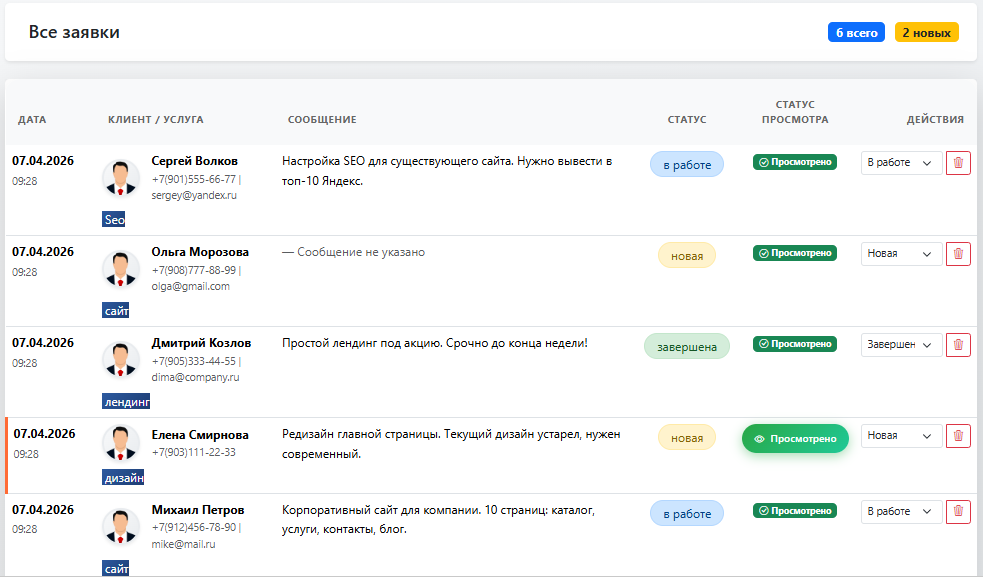 Все заявки
6 всего
2 новых
ДАТА
КЛИЕНТ / УСЛУГА
СООБЩЕНИЕ
СТАТУС
СТАТУС
ПРОСМОТРА
ДЕЙСТВИЯ
07.04.2026
09:28
Сергей Волков
+7(901)555-66-77 |
sergey@yandex.ru
Seo
Настройка SEO для существующего сайта. Нужно вывести в
топ-10 Яндекс.
в работе
Просмотрено
В работе
07.04.2026
09:28
Ольга Морозова
+7(908)777-88-99 |
olga@gmail.com
сайт
— Сообщение не указано
новая
Просмотрено
Новая
07.04.2026
09:28
Дмитрий Козлов
+7(905)333-44-55 |
dima@company.ru
лендинг
Простой лендинг под акцию. Срочно до конца недели!
завершена
Просмотрено
Завершен
07.04.2026
09:28
Елена Смирнова
+7(903)111-22-33
дизайн
Редизайн главной страницы. Текущий дизайн устарел, нужен
современный.
новая
Просмотрено
Новая
07.04.2026
09:28
Михаил Петров
+7(912)456-78-90 |
mike@mail.ru
сайт
Корпоративный сайт для компании. 10 страниц: каталог,
услуги, контакты, блог.
в работе
Просмотрено
В работе